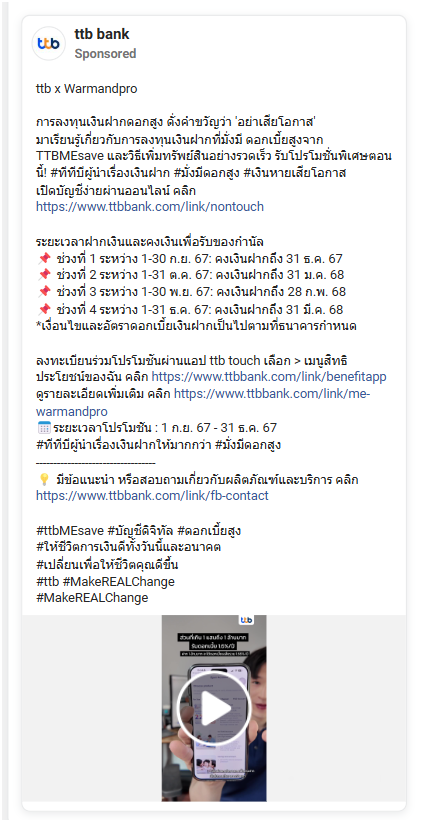 ttb bank
Sponsored
ttb x Warmandpro
การลงทุนเงินฝากดอกสูง ดั่งคำขวัญว่า 'อย่าเสียโอกาส'
มาเรียนรู้เกี่ยวกับการลงทุนเงินฝากที่มั่งมี ดอกเบี้ยสูงจาก
TTBMEsave และวิธีเพิ่มทรัพย์สินอย่างรวดเร็ว รับโปรโมชั่นพิเศษตอน
นี้! #ทีทีบีผู้นำเรื่องเงินฝาก #มั่งมีดอกสูง #เงินหายเสียโอกาส
เปิดบัญชีง่ายผ่านออนไลน์ คลิก
https://www.ttbbank.com/link/nontouch
ระยะเวลาฝากเงินและคงเงินเพื่อรับของกำนัล
📌 ช่วงที่ 1 ระหว่าง 1-30 ก.ย. 67: คงเงินฝากถึง 31 ธ.ค. 67
📌 ช่วงที่ 2 ระหว่าง 1-31 ต.ค. 67: คงเงินฝากถึง 31 ม.ค. 68
📌 ช่วงที่ 3 ระหว่าง 1-30 พ.ย. 67: คงเงินฝากถึง 28 ก.พ. 68
📌 ช่วงที่ 4 ระหว่าง 1-31 ธ.ค. 67: คงเงินฝากถึง 31 มี.ค. 68
*เงื่อนไขและอัตราดอกเบี้ยเงินฝากเป็นไปตามที่ธนาคารกำหนด
ลงทะเบียนร่วมโปรโมชันผ่านแอป ttb touch เลือก > เมนูสิทธิ
ประโยชน์ของฉัน คลิก https://www.ttbbank.com/link/benefitapp
ดูรายละเอียดเพิ่มเติม คลิก https://www.ttbbank.com/link/me-
warmandpro
🗓️ระยะเวลาโปรโมชัน : 1 ก.ย. 67 - 31 ธ.ค. 67
#ทีทีบีผู้นำเรื่องเงินฝากให้มากกว่า #มั่งมีดอกสูง
----------------------------------
💡 มีข้อแนะนำ หรือสอบถามเกี่ยวกับผลิตภัณฑ์และบริการ คลิก
https://www.ttbbank.com/link/fb-contact
#ttbMEsave #บัญชีดิจิทัล #ดอกเบี้ยสูง
#ให้ชีวิตการเงินดีทั้งวันนี้และอนาคต
#เปลี่ยนเพื่อให้ชีวิตคุณดีขึ้น
#ttb #MakeREALChange
#MakeREALChange
ttb
ส่วนที่เกิน 1 แสนถึง 1 ล้านบาท
รับดอกเบี้ย 1.5%/ปี